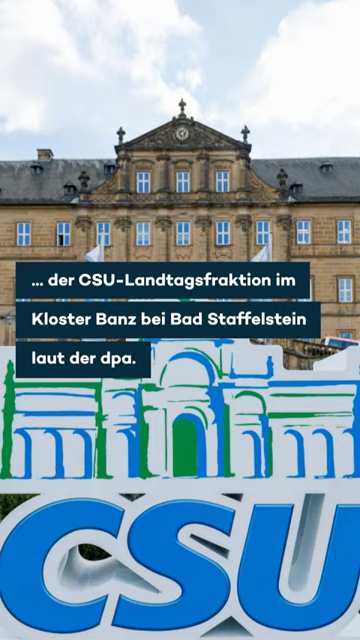 ... der CSU-Landtagsfraktion im
Kloster Banz bei Bad Staffelstein
laut der dpa.
CSU